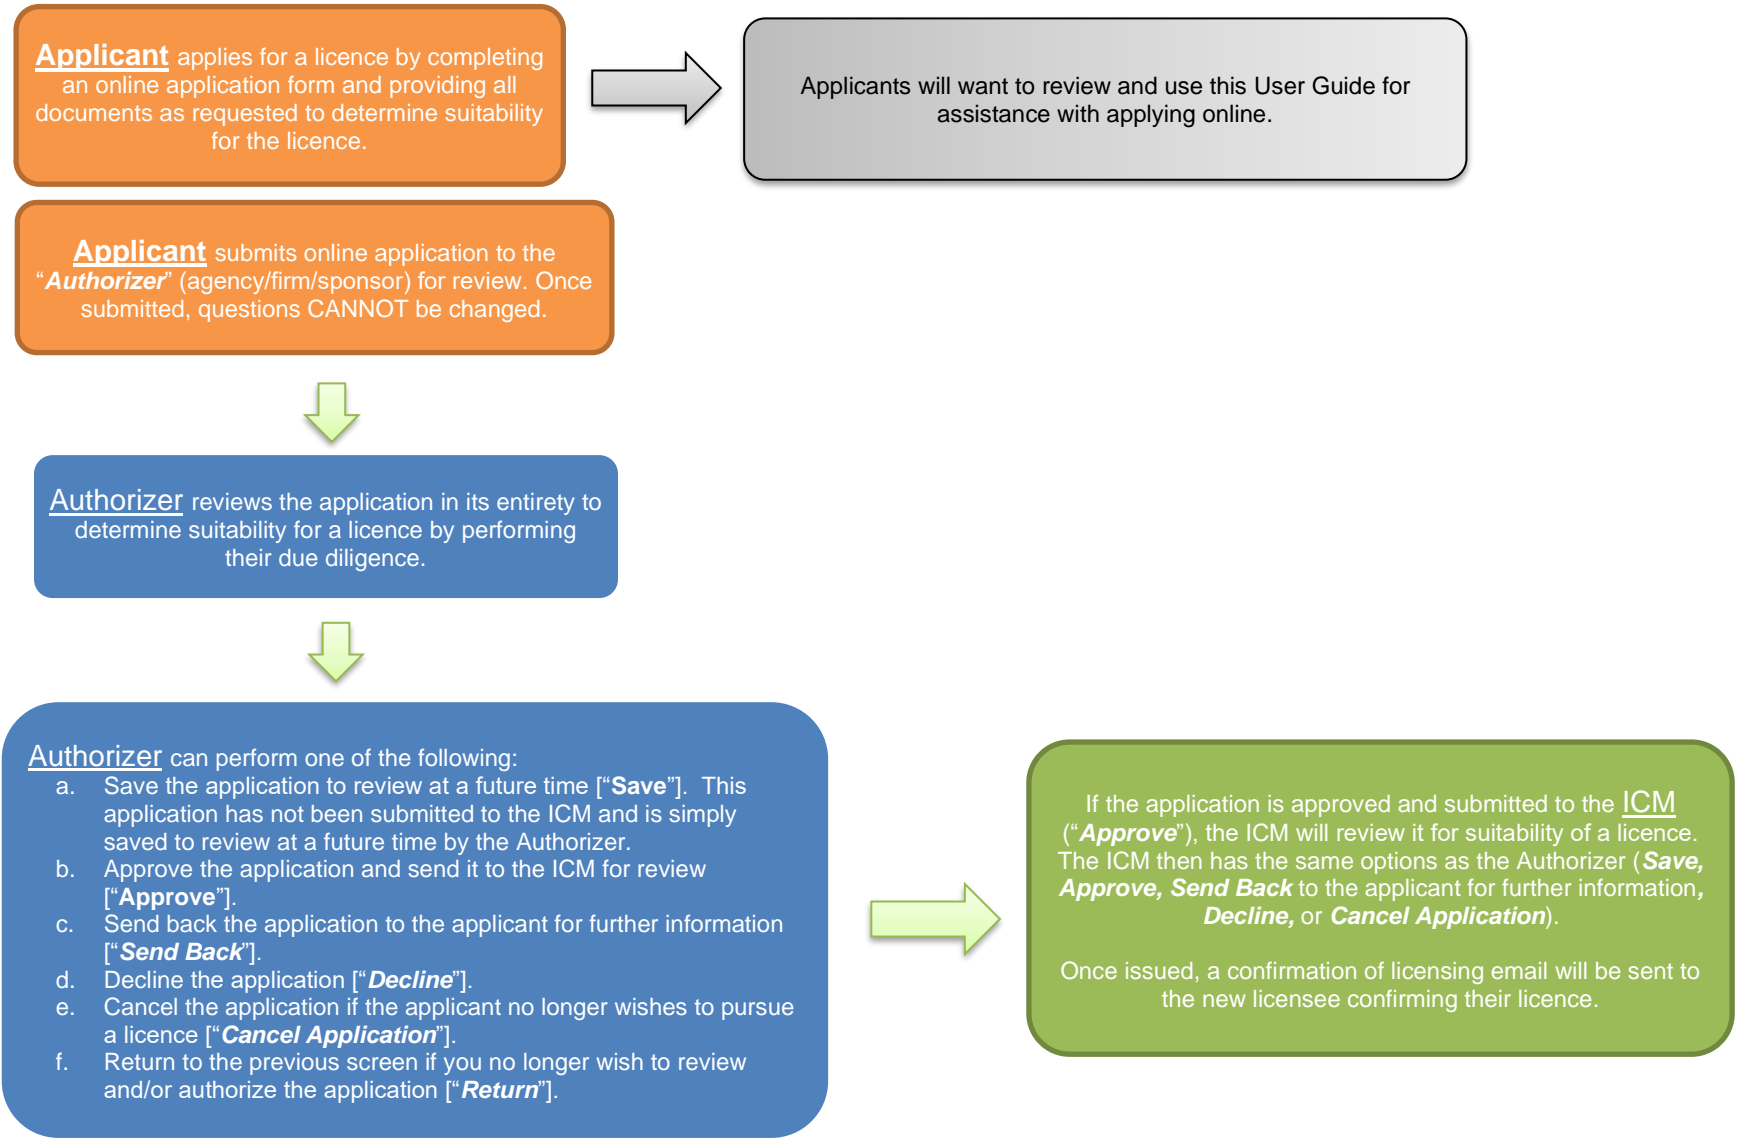 Applicant applies for a licence by completing
an online application form and providing all
documents as requested to determine suitability
for the licence.
Applicants will want to review and use this User Guide for
assistance with applying online.
Applicant submits online application to the
“Authorizer” (agency/firm/sponsor) for review. Once
submitted, questions CANNOT be changed.
Authorizer reviews the application in its entirety to
determine suitability for a licence by performing
their due diligence.
Authorizer can perform one of the following:
a. Save the application to review at a future time [“Save”]. This
application has not been submitted to the ICM and is simply
saved to review at a future time by the Authorizer.
b. Approve the application and send it to the ICM for review
[“Approve”].
c. Send back the application to the applicant for further information
[“Send Back”].
d. Decline the application [“Decline”].
e. Cancel the application if the applicant no longer wishes to pursue
a licence [“Cancel Application”].
f. Return to the previous screen if you no longer wish to review
and/or authorize the application [“Return”].
If the application is approved and submitted to the ICM
(“Approve”), the ICM will review it for suitability of a licence.
The ICM then has the same options as the Authorizer (Save,
Approve, Send Back to the applicant for further information,
Decline, or Cancel Application).
Once issued, a confirmation of licensing email will be sent to
the new licensee confirming their licence.